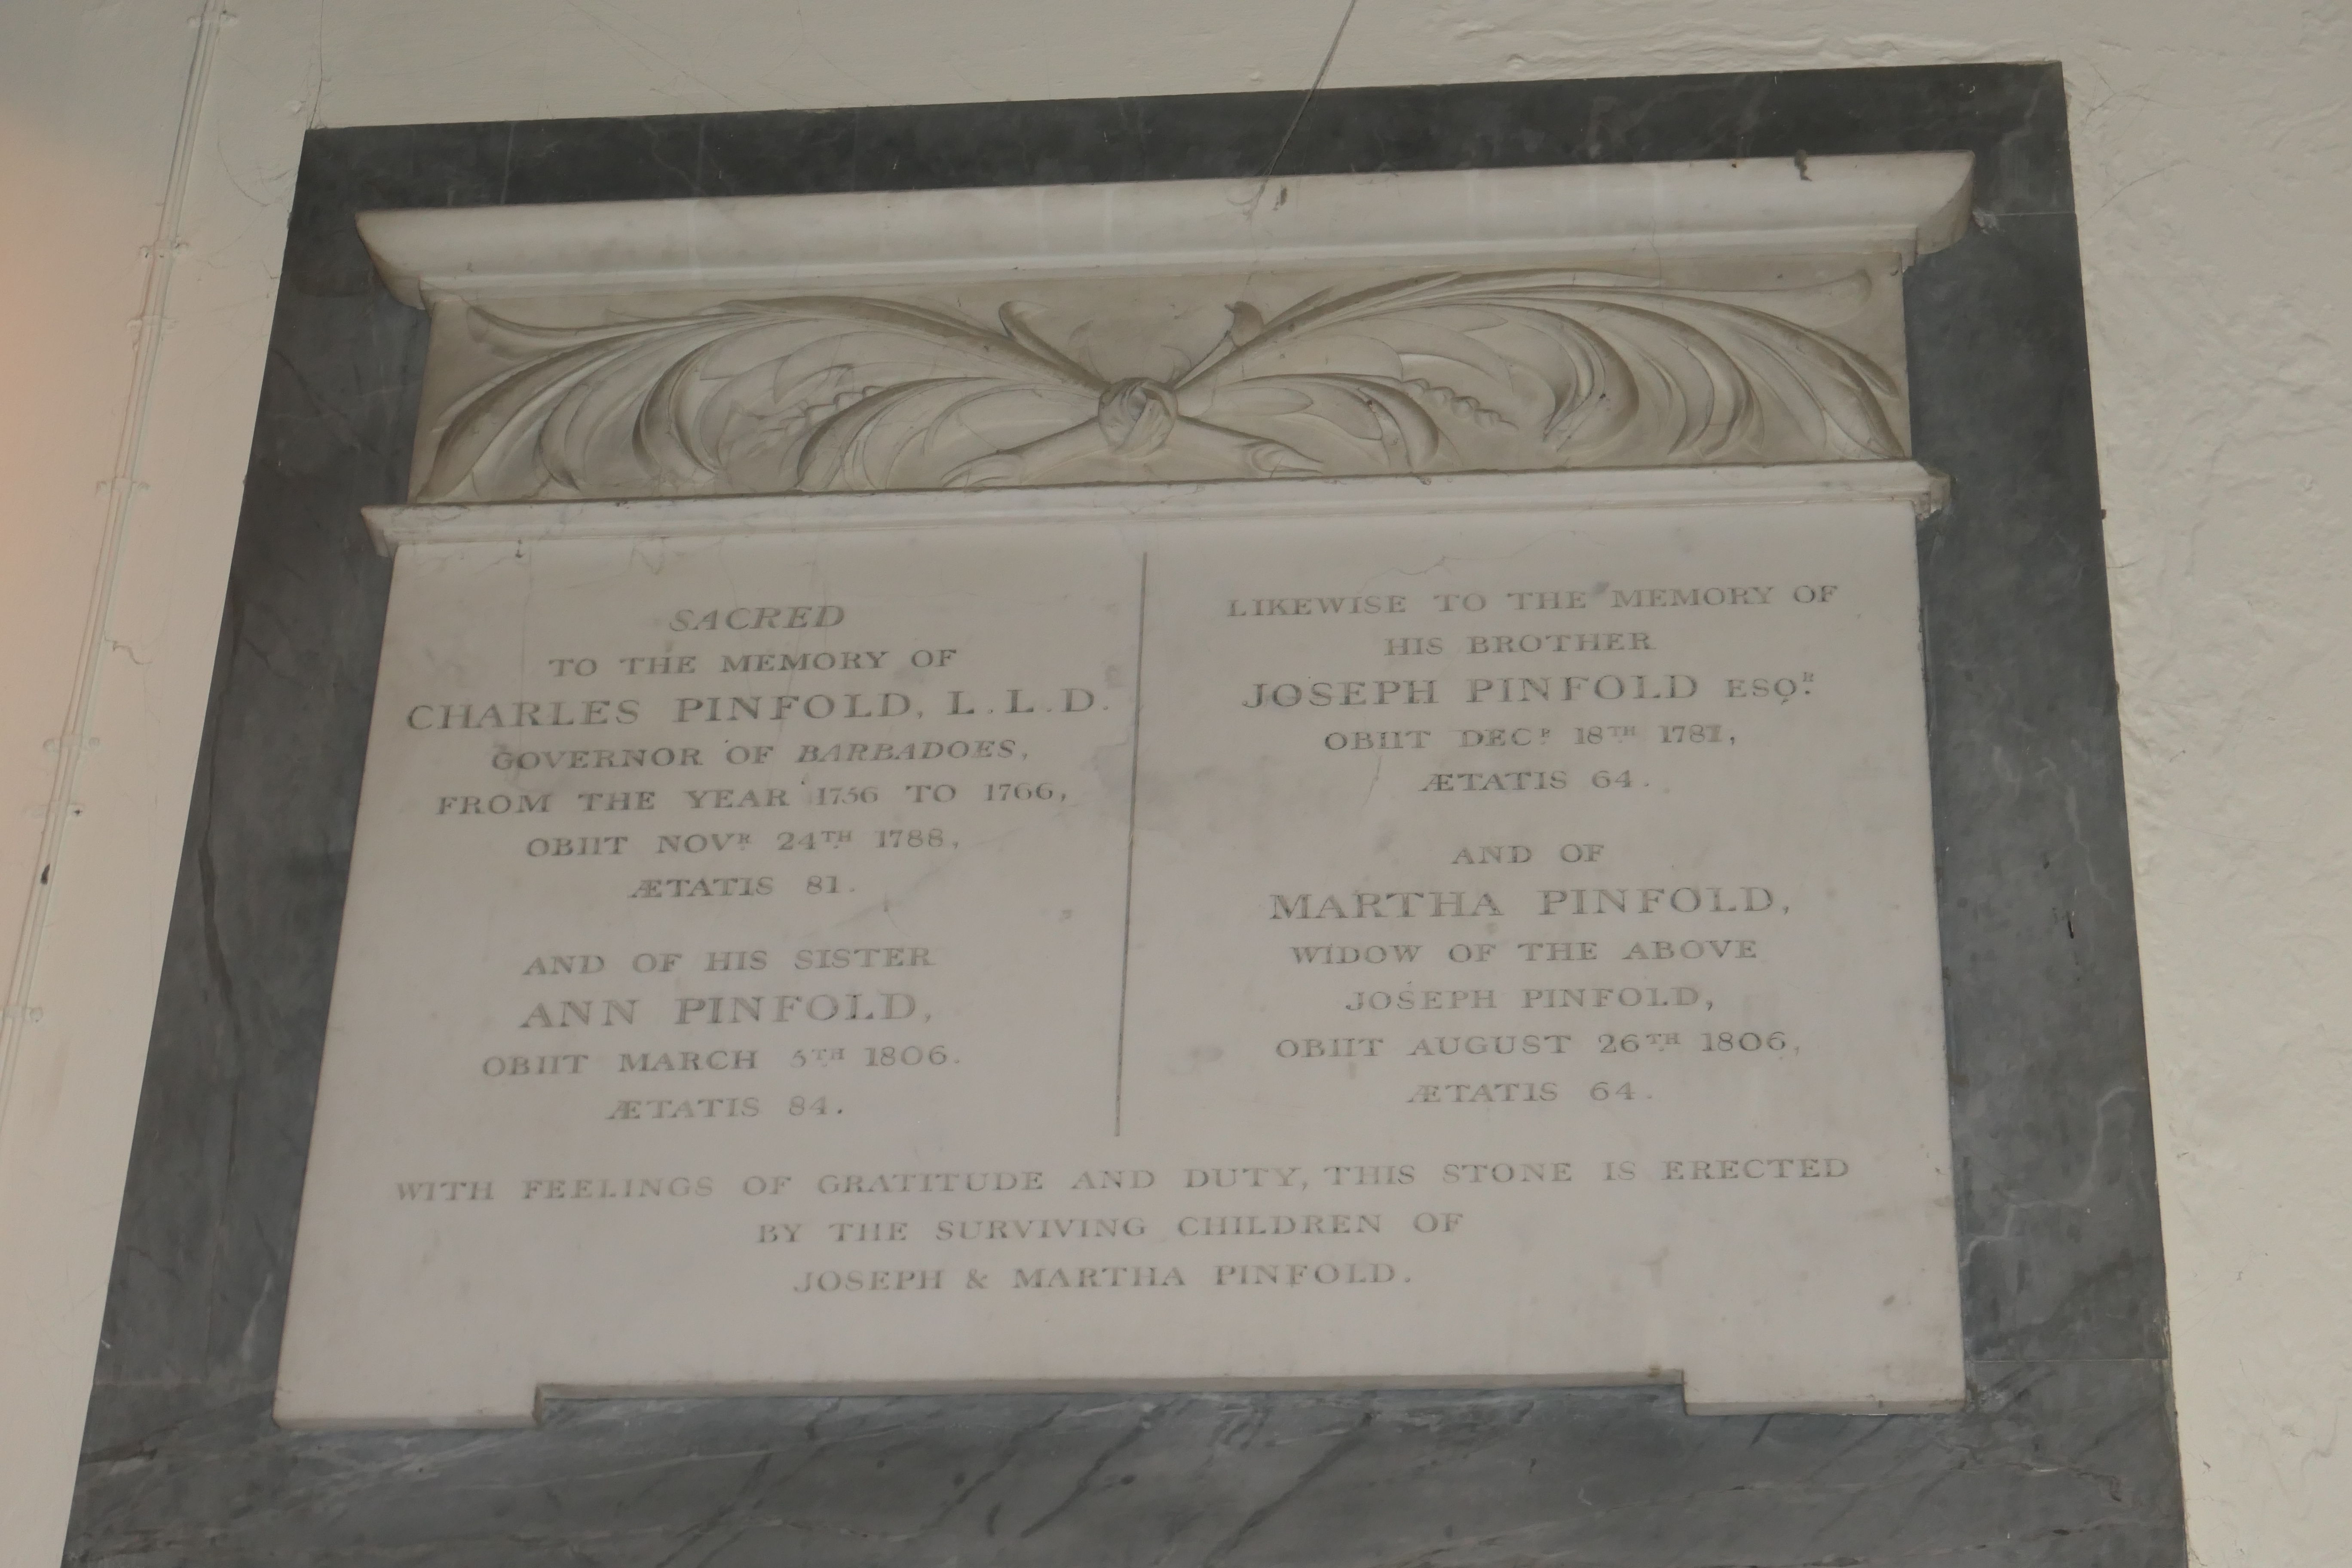 SACRED
TO THE MEMORY OF
CHARLES PINFOLD, L.L.D.
GOVERNOR OF BARBADOES,
FROM THE YEAR 1756 TO 1766,
OBIIT NOVR 24TH 1788,
ÆTATIS 81.
AND OF HIS SISTER
ANN PINFOLD,
OBIIT MARCH 5TH 1806.
ÆTATIS 84.
LIKEWISE TO THE MEMORY OF
HIS BROTHER
JOSEPH PINFOLD ESQR.
OBIIT DECR 18TH 1787,
ÆTATIS 64.
AND OF
MARTHA PINFOLD,
WIDOW OF THE ABOVE
JOSEPH PINFOLD,
OBIIT AUGUST 26TH 1806,
ÆTATIS 64.
WITH FEELINGS OF GRATITUDE AND DUTY, THIS STONE IS ERECTED
BY THE SURVIVING CHILDREN OF
JOSEPH & MARTHA PINFOLD.